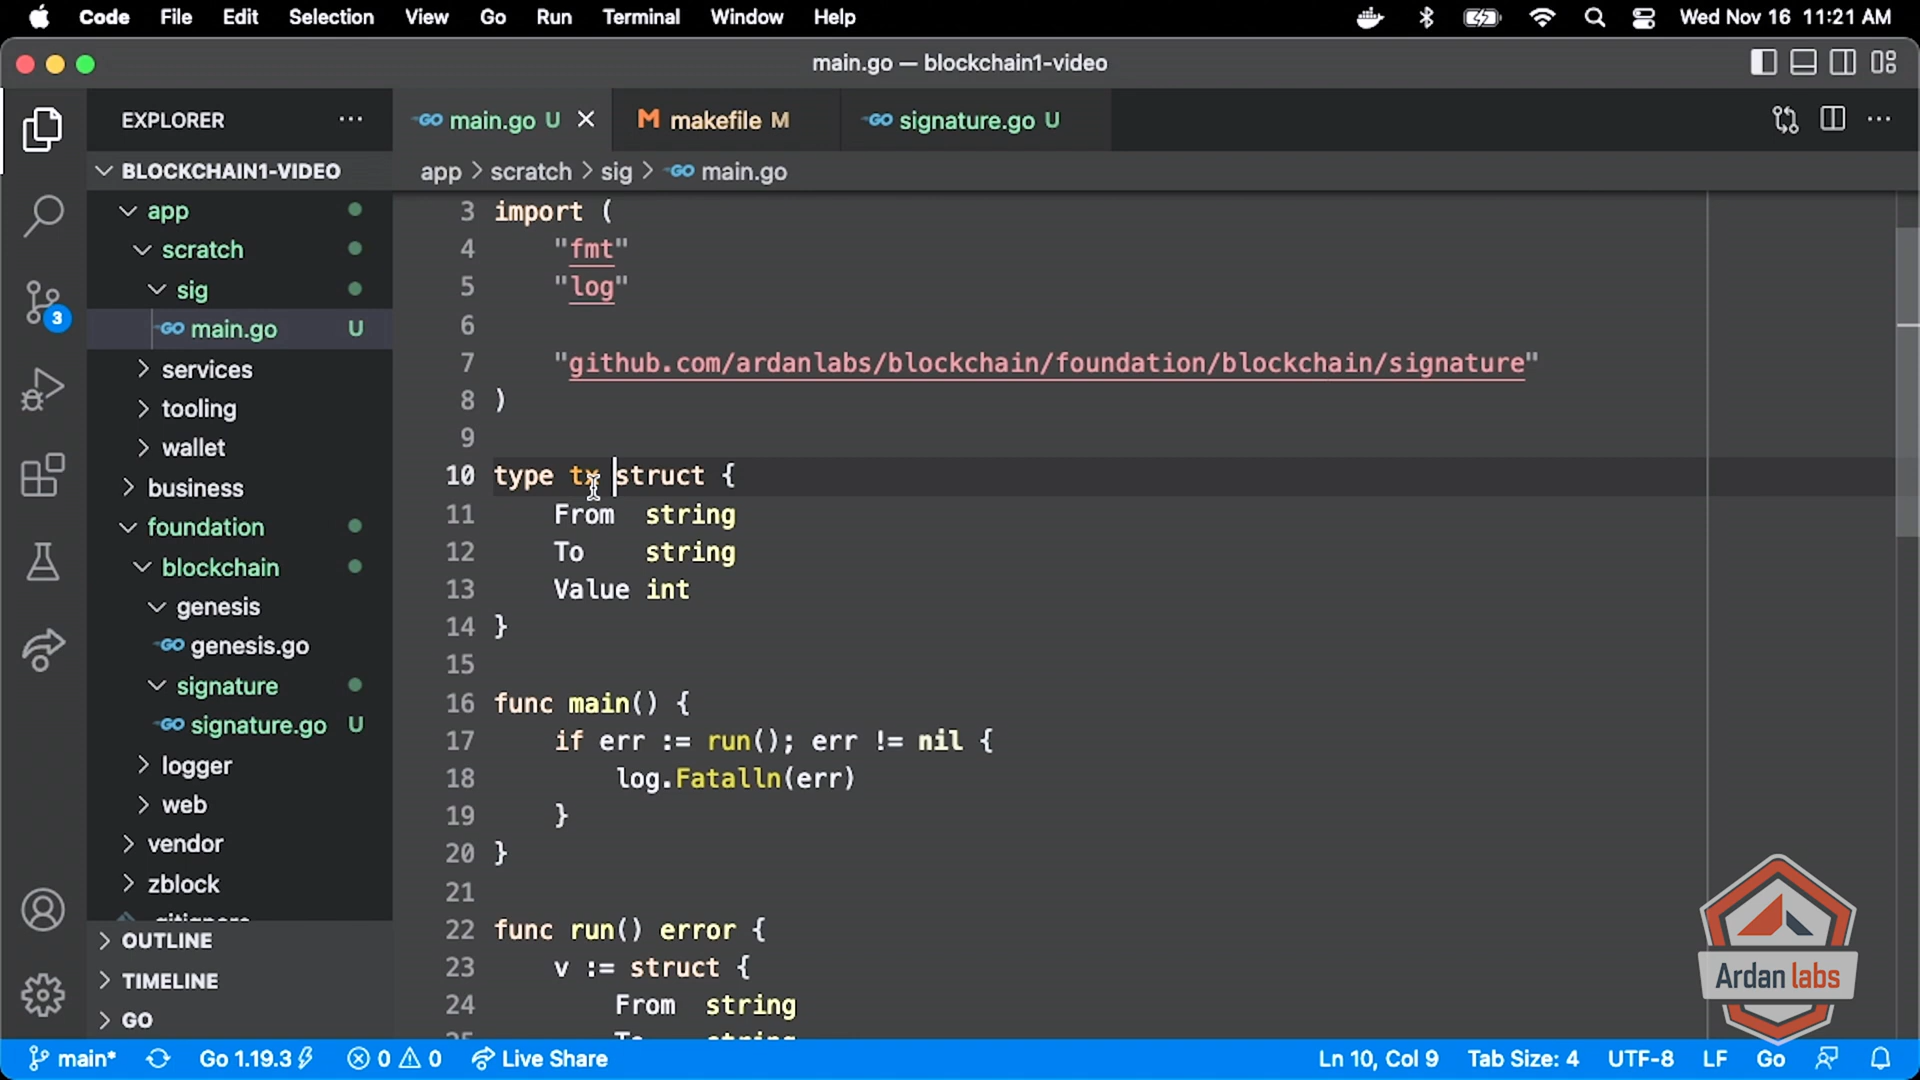 Code File Edit Selection View Go Run Terminal Window Help Wed Nov 16 11:21 AM
main.go — blockchain1-video
EXPLORER
main.go U
makefile M
signature.go U
BLOCKCHAIN1-VIDEO
app
scratch
sig
main.go U
services
tooling
wallet
business
foundation
blockchain
genesis
genesis.go
signature
signature.go U
logger
web
vendor
zblock
.gitignore
OUTLINE
TIMELINE
GO
3
app > scratch > sig > main.go
3 import (
4 "fmt"
5 "log"
6
7 "github.com/ardanlabs/blockchain/foundation/blockchain/signature"
8 )
9
10 type tx struct {
11 From string
12 To string
13 Value int
14 }
15
16 func main() {
17 if err := run(); err != nil {
18 log.Fatalln(err)
19 }
20 }
21
22 func run() error {
23 v := struct {
24 From string
25 To string
Ardan labs
main* Go 1.19.3 0 0 Live Share Ln 10, Col 9 Tab Size: 4 UTF-8 LF Go